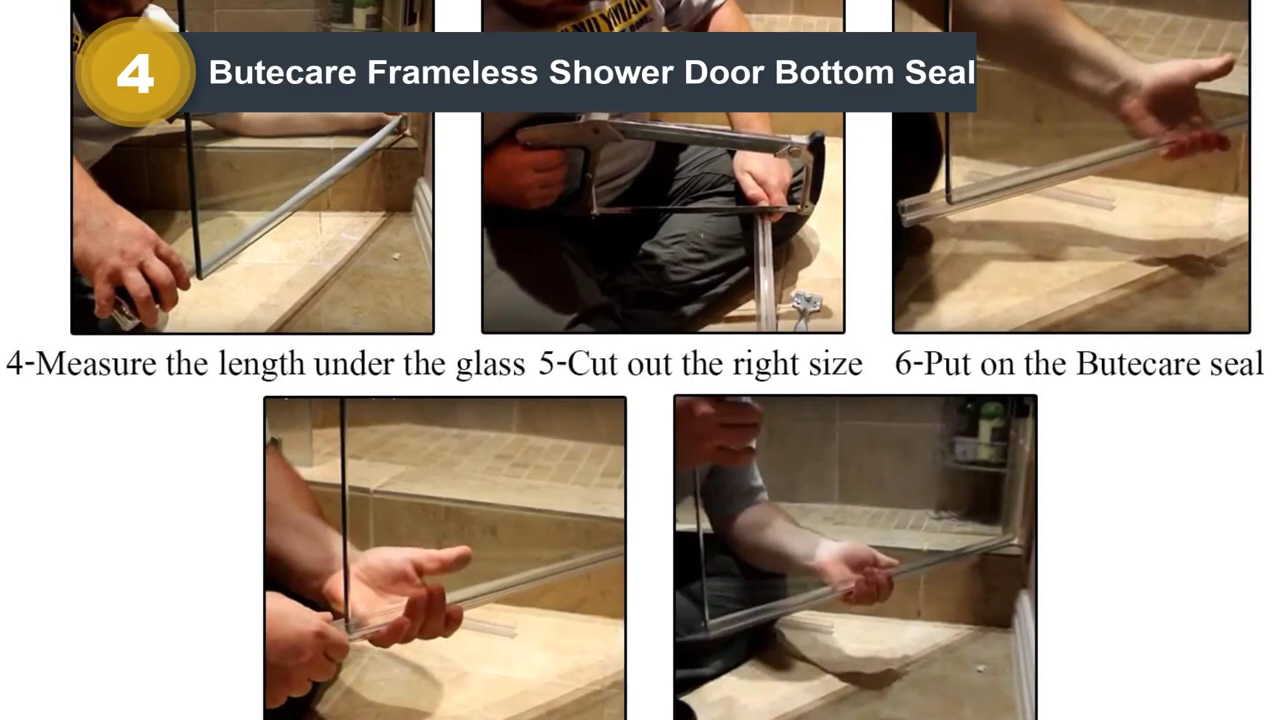 HANDYMAN
4
Butecare Frameless Shower Door Bottom Seal
4-Measure the length under the glass
5-Cut out the right size
6-Put on the Butecare seal